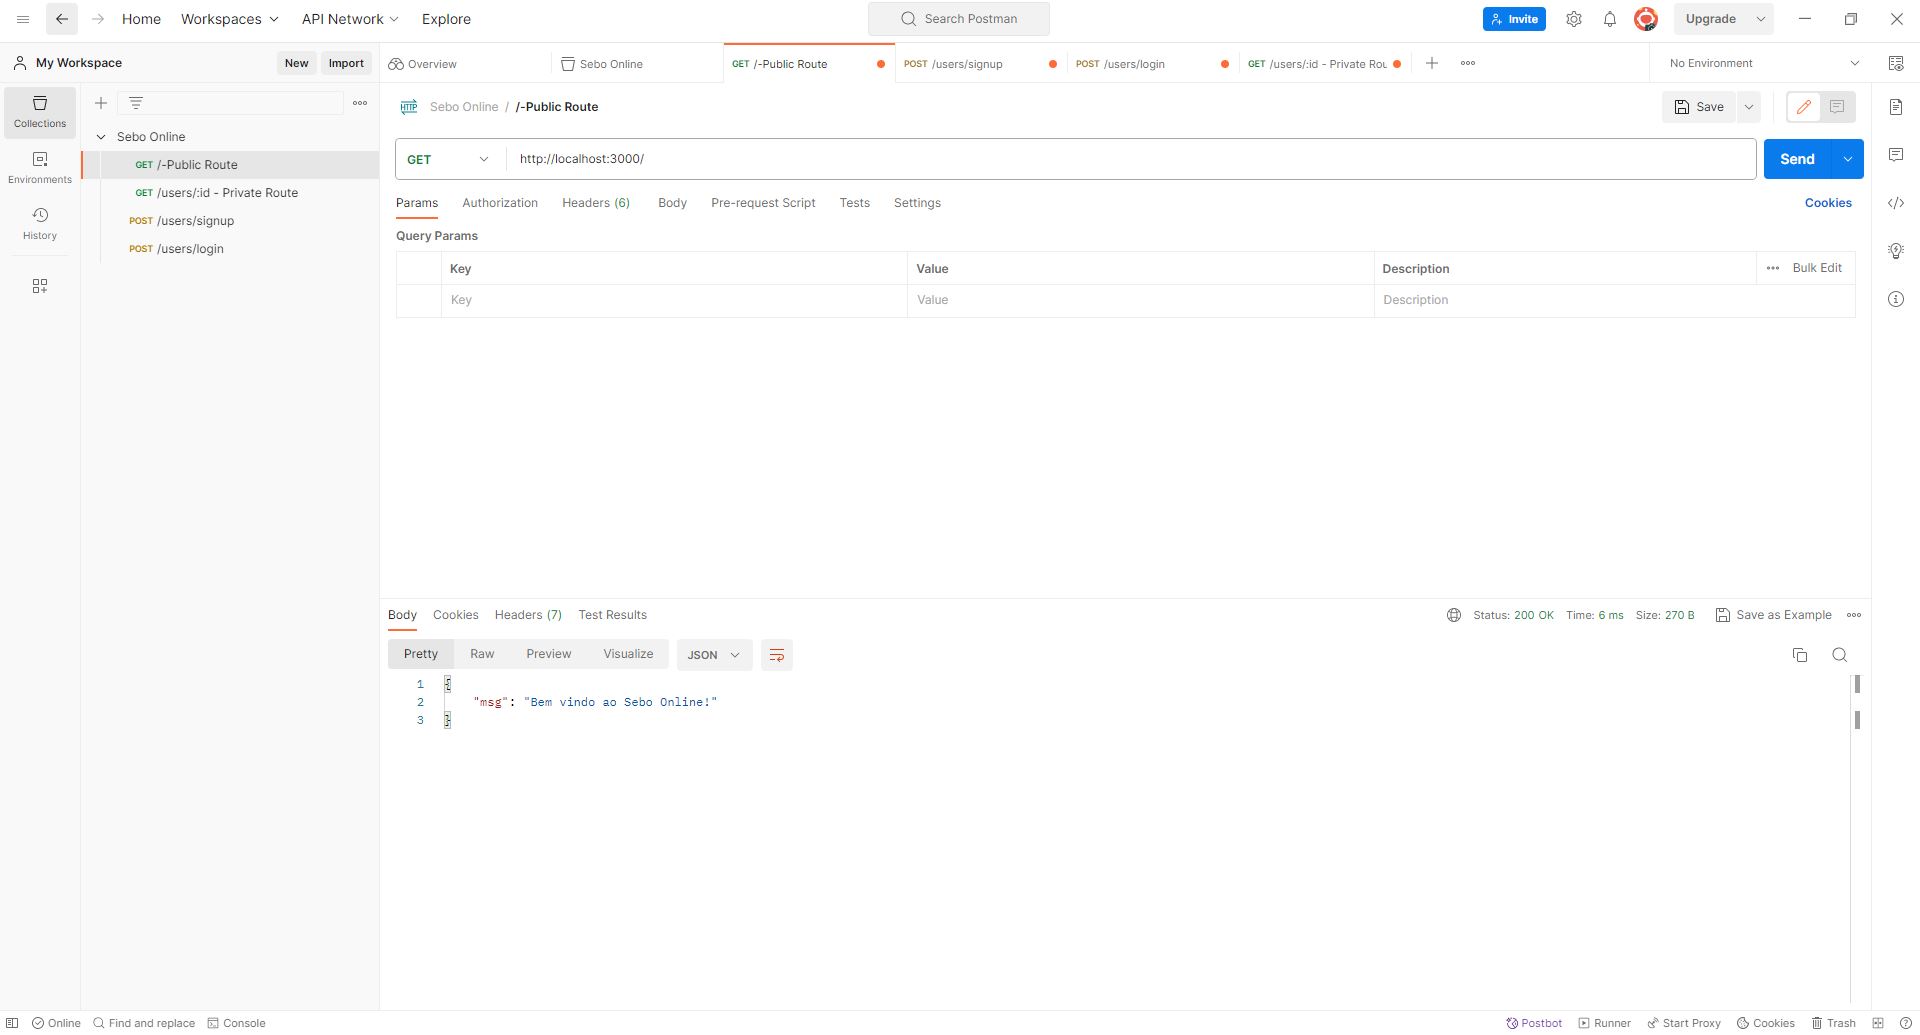 Home Workspaces API Network Explore Search Postman Invite Upgrade
My Workspace New Import Overview Sebo Online GET /-Public Route POST /users/signup POST /users/login GET /users/:id - Private Rou No Environment
Collections
Environments
History
Sebo Online
GET /-Public Route
GET /users/:id - Private Route
POST /users/signup
POST /users/login
HTTP Sebo Online / /-Public Route Save
GET http://localhost:3000/ Send
Params Authorization Headers (6) Body Pre-request Script Tests Settings Cookies
Query Params
Key Value Description Bulk Edit
Key Value Description
Body Cookies Headers (7) Test Results Status: 200 OK Time: 6 ms Size: 270 B Save as Example
Pretty Raw Preview Visualize JSON
1 {
2 "msg": "Bem vindo ao Sebo Online!"
3 }
Online Find and replace Console Postbot Runner Start Proxy Cookies Trash